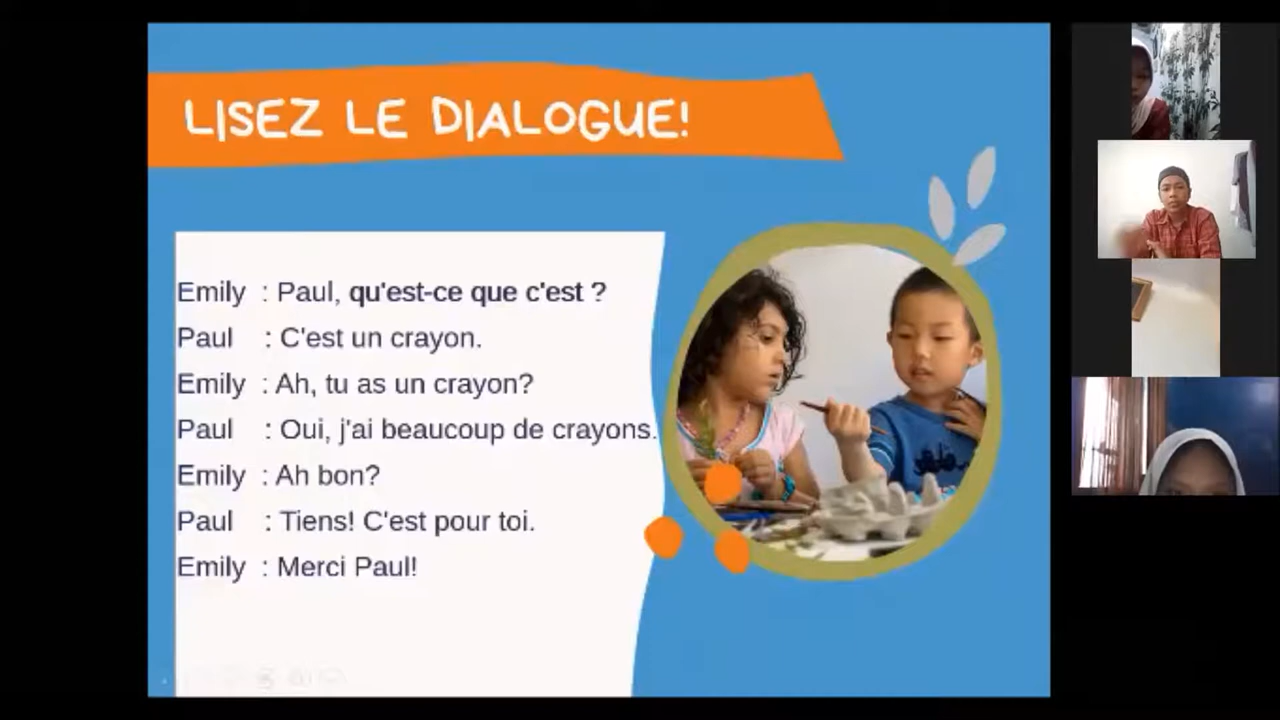 LISEZ LE DIALOGUE!
Emily : Paul, qu'est-ce que c'est ?
Paul : C'est un crayon.
Emily : Ah, tu as un crayon?
Paul : Oui, j'ai beaucoup de crayons.
Emily : Ah bon?
Paul : Tiens! C'est pour toi.
Emily : Merci Paul!